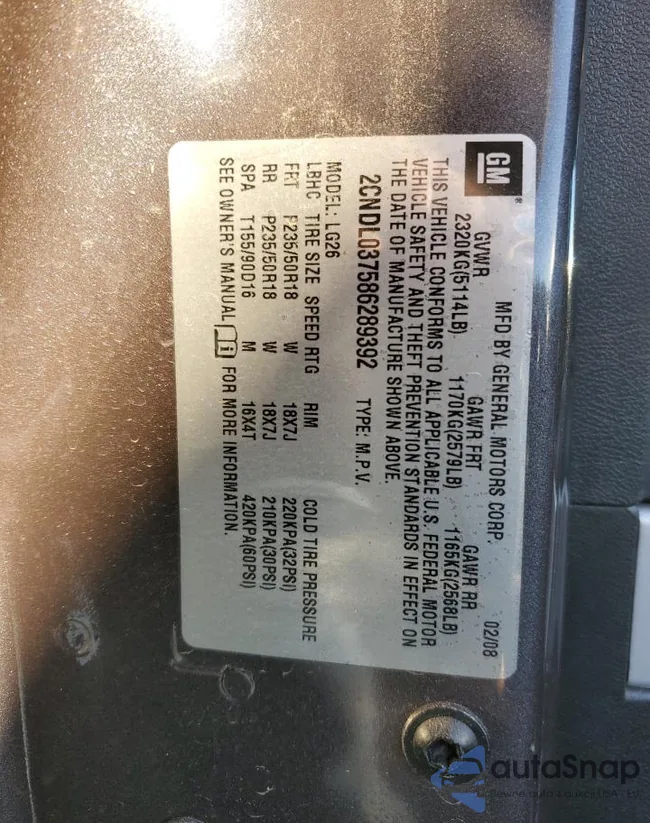 GM®
MFD BY GENERAL MOTORS CORP. 02/08
GVWR GAWR FRT GAWR RR
2320KG(5114LB) 1170KG(2579LB) 1165KG(2568LB)
THIS VEHICLE CONFORMS TO ALL APPLICABLE U.S. FEDERAL MOTOR
VEHICLE SAFETY AND THEFT PREVENTION STANDARDS IN EFFECT ON
THE DATE OF MANUFACTURE SHOWN ABOVE.
2CNDL037586289392 TYPE: M.P.V.
MODEL: LG26
LBHC TIRE SIZE SPEED RTG RIM COLD TIRE PRESSURE
FRT P235/50R18 W 18X7J 220KPA(32PSI)
RR P235/50R18 W 18X7J 210KPA(30PSI)
SPA T155/90D16 M 16X4T 420KPA(60PSI)
SEE OWNER'S MANUAL i FOR MORE INFORMATION.
autoSnap